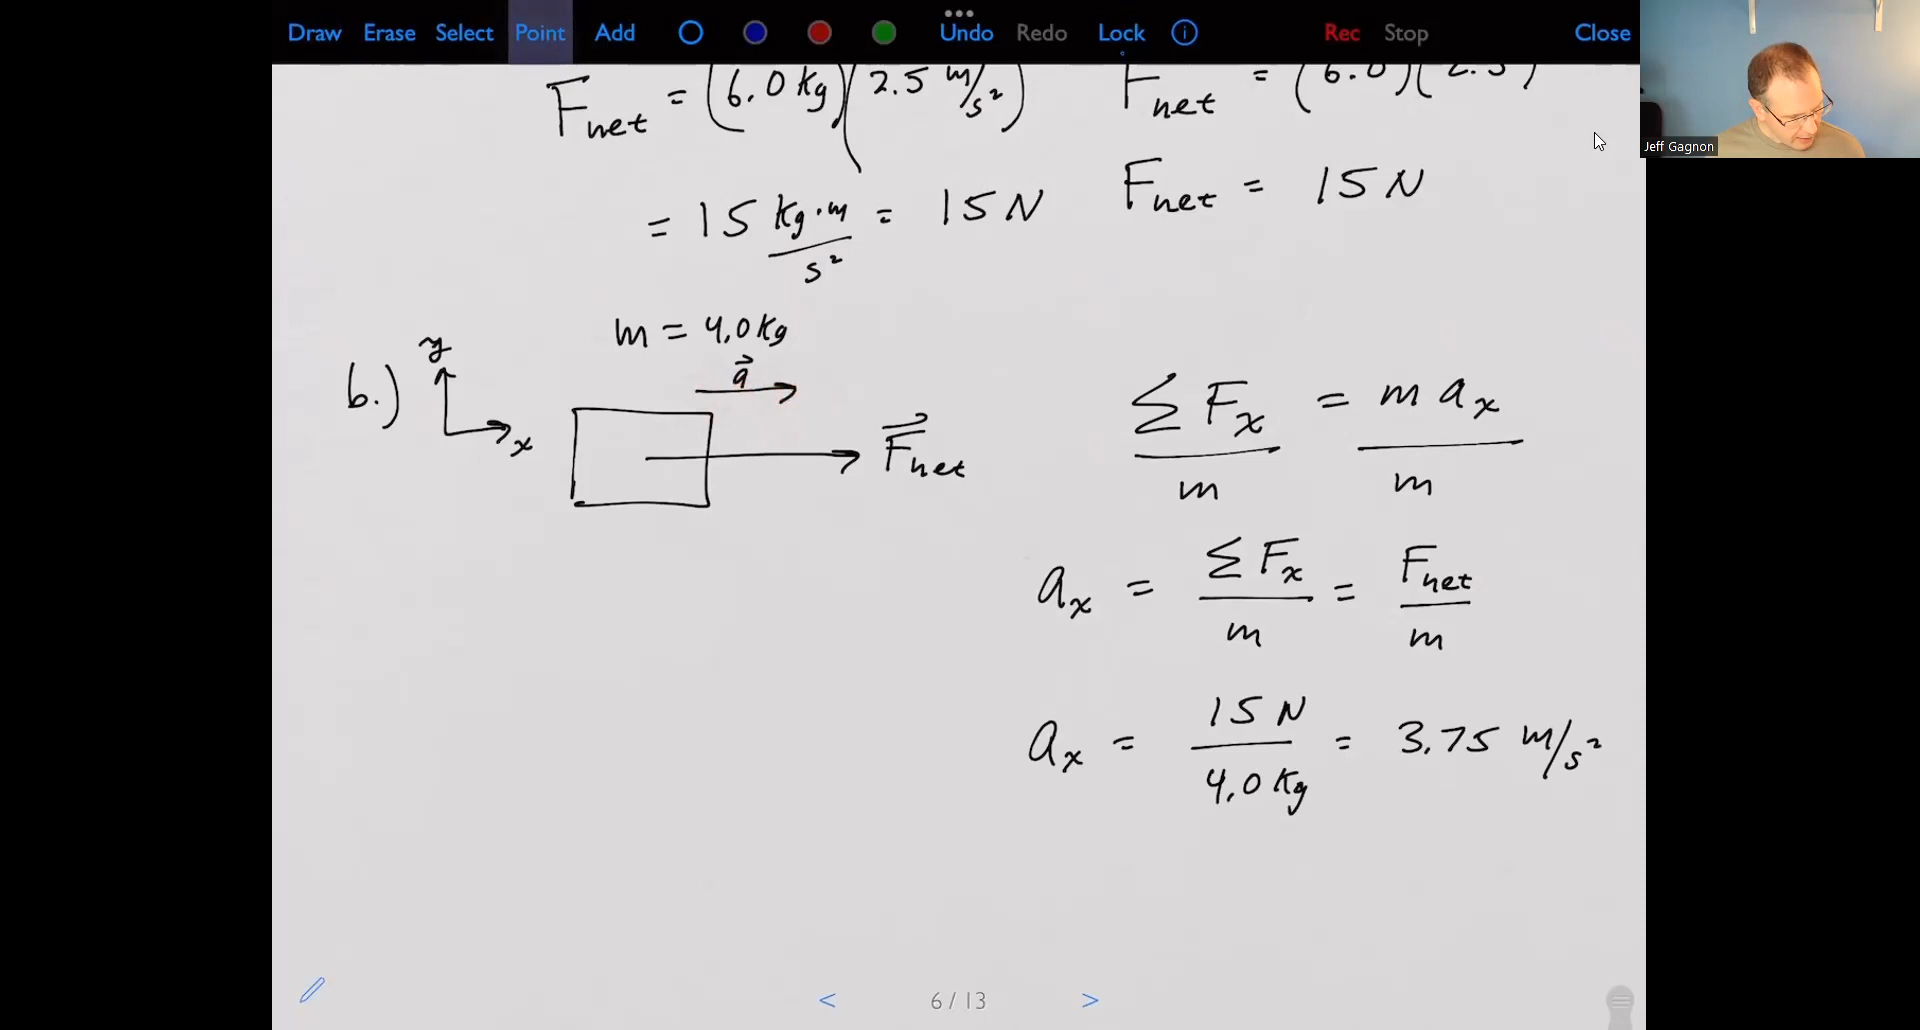 Draw Erase Select Point Add Undo Redo Lock i Rec Stop Close
Jeff Gagnon
Fnet = (6.0 kg)(2.5 m/s²)
= 15 kg·m/s² = 15 N
Fnet = (6.0)(2.5)
Fnet = 15 N
b.) y x
m = 4.0 kg
a
Fnet
ΣFx/m = m ax/m
ax = ΣFx/m = Fnet/m
ax = 15 N/4.0 kg = 3.75 m/s²
< 6 / 13 >